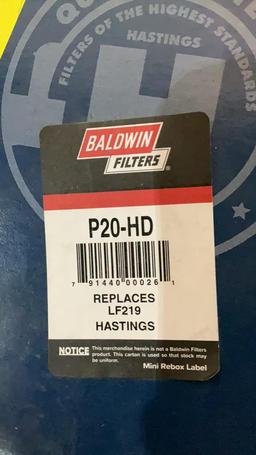 FILTERS OF THE HIGHEST STANDARDS
HASTINGS
BALDWIN
FILTERS®
P20-HD
7 91440 00026 1
REPLACES
LF219
HASTINGS
NOTICE This merchandise herein is not a Baldwin Filters
product. This carton is used so that stock may
be uniform.
Mini Rebox Label